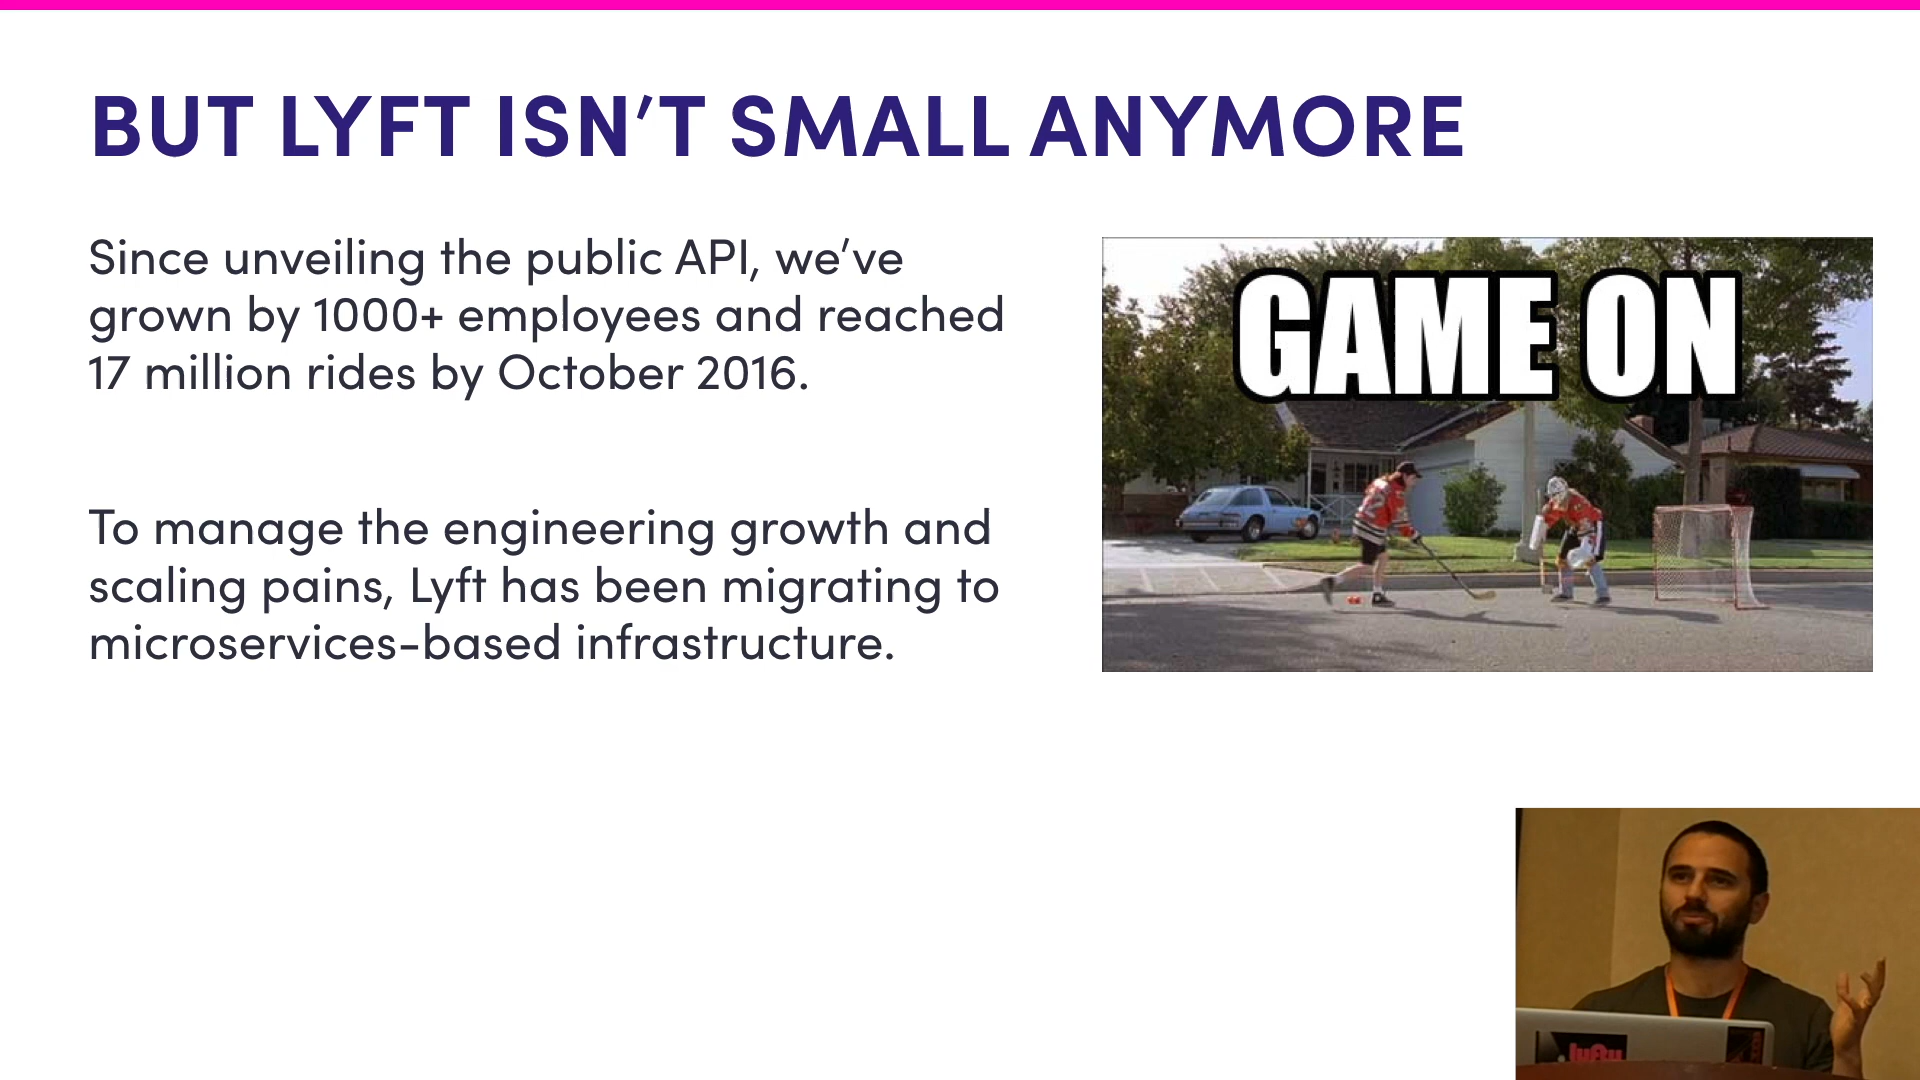 BUT LYFT ISN’T SMALL ANYMORE
Since unveiling the public API, we’ve
grown by 1000+ employees and reached
17 million rides by October 2016.
To manage the engineering growth and
scaling pains, Lyft has been migrating to
microservices-based infrastructure.
GAME ON
lyft